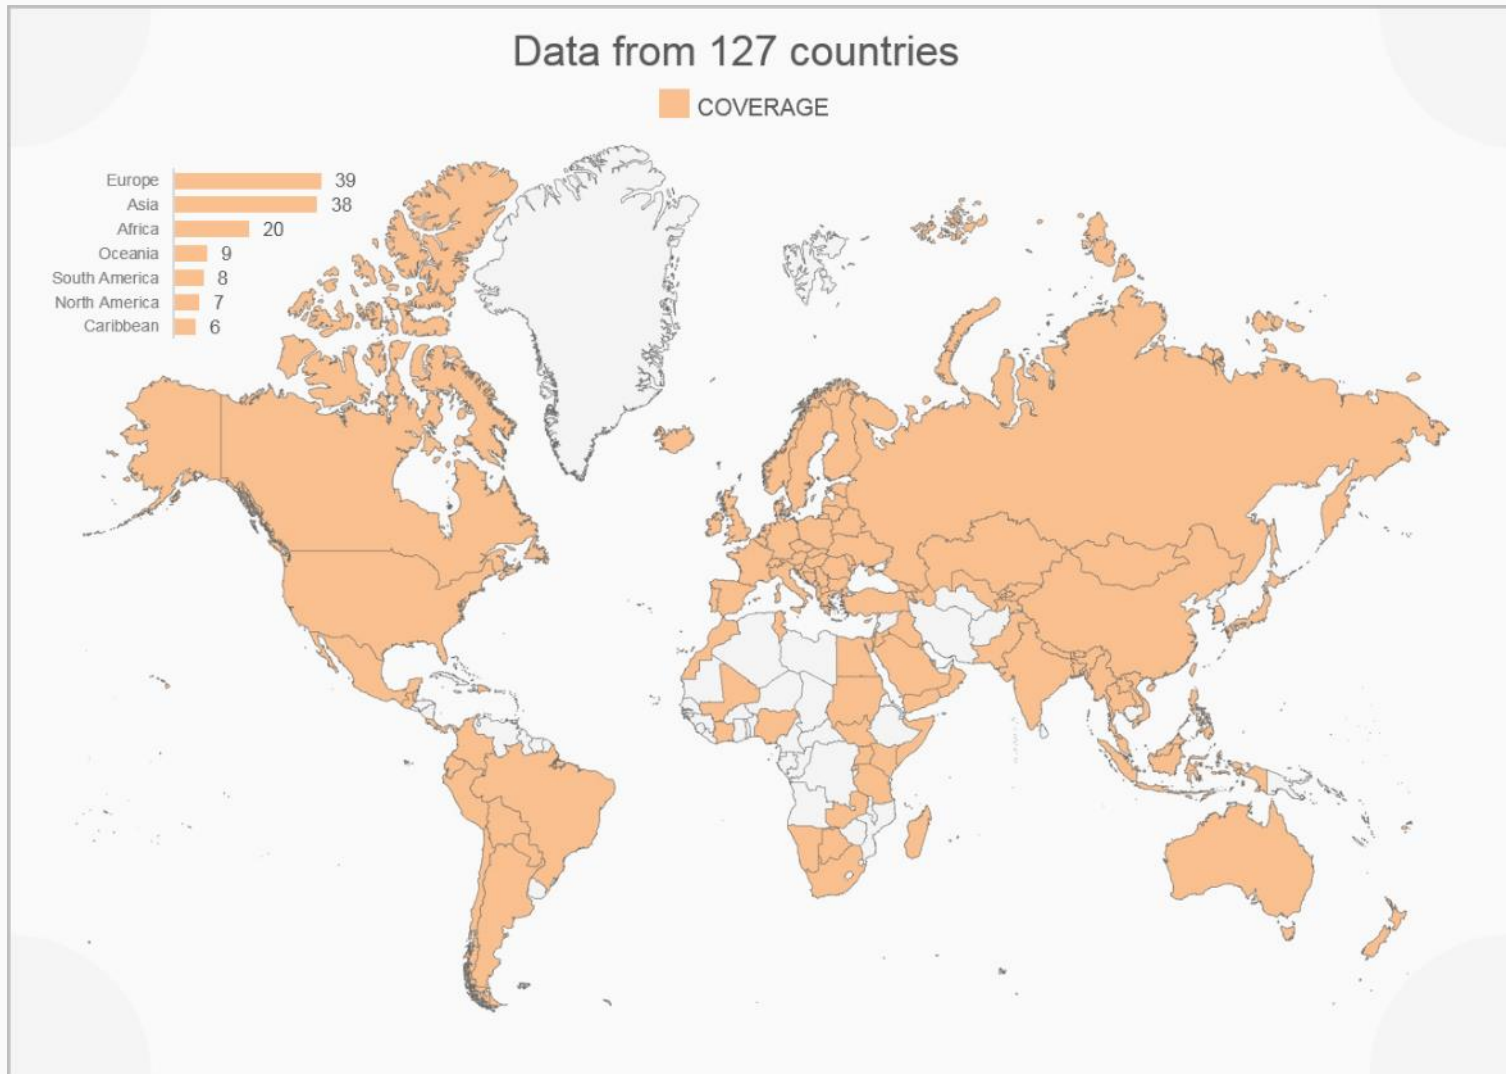 Data from 127 countries
COVERAGE
Europe 39
Asia 38
Africa 20
Oceania 9
South America 8
North America 7
Caribbean 6